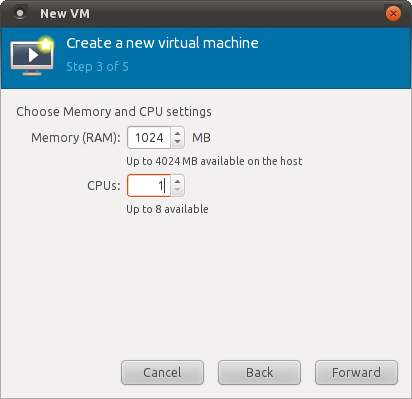 New VM
Create a new virtual machine
Step 3 of 5
Choose Memory and CPU settings
Memory (RAM): 1024 MB
Up to 4024 MB available on the host
CPUs: 1
Up to 8 available
Cancel Back Forward